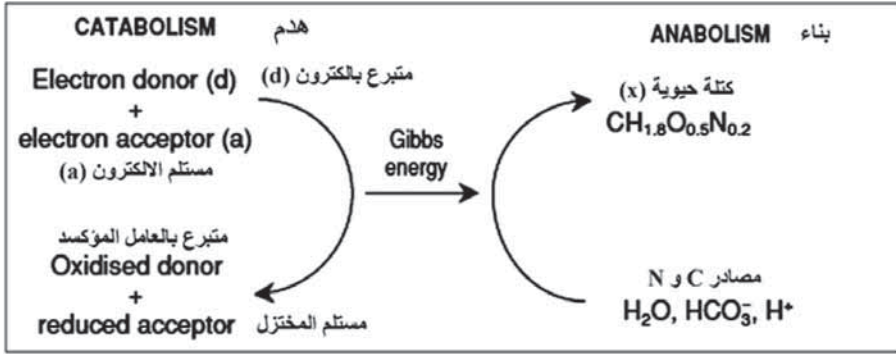 CATABOLISM هدم
Electron donor (d) متبرع بالكترون (d)
+
electron acceptor (a)
مستلم الالكترون (a)
متبرع بالعامل المؤكسد
Oxidised donor
+
reduced acceptor مستلم المختزل
Gibbs
energy
ANABOLISM بناء
كتلة حيوية (x)
CH₁.₈O₀.₅N₀.₂
مصادر C و N
H₂O, HCO₃⁻, H⁺